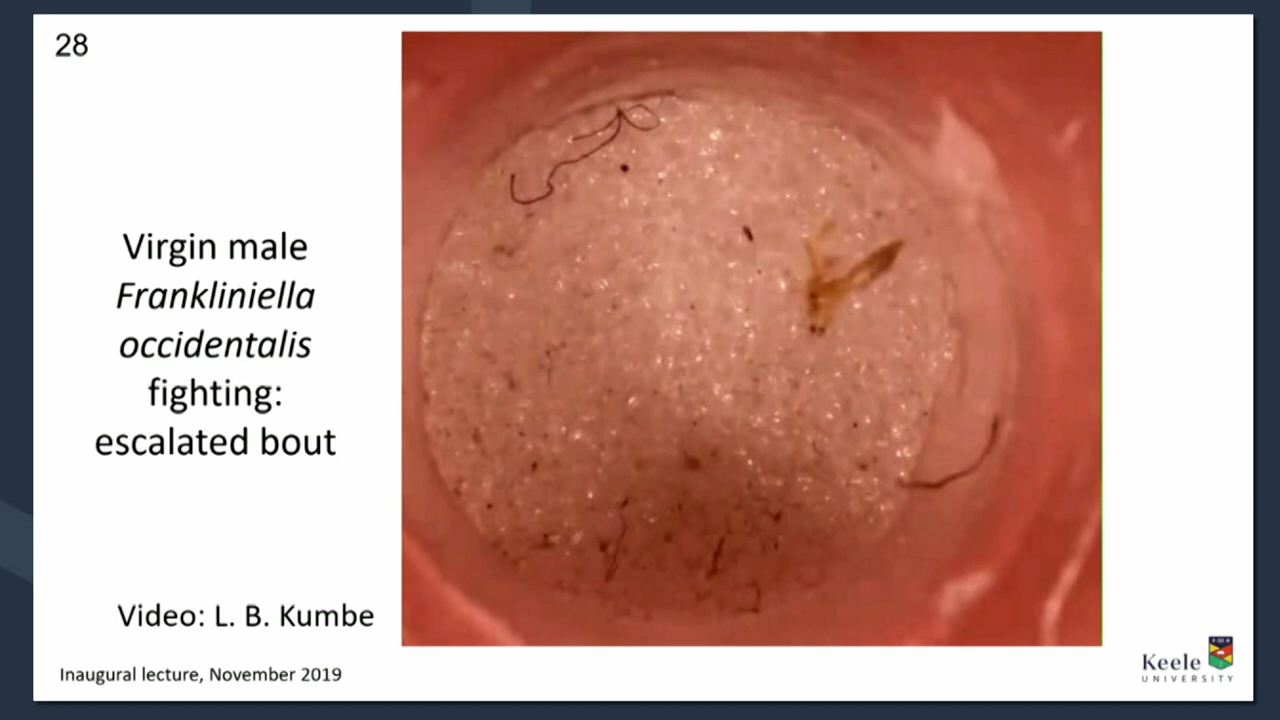 28
Virgin male
Frankliniella
occidentalis
fighting:
escalated bout
Video: L. B. Kumbe
Inaugural lecture, November 2019
Keele
UNIVERSITY